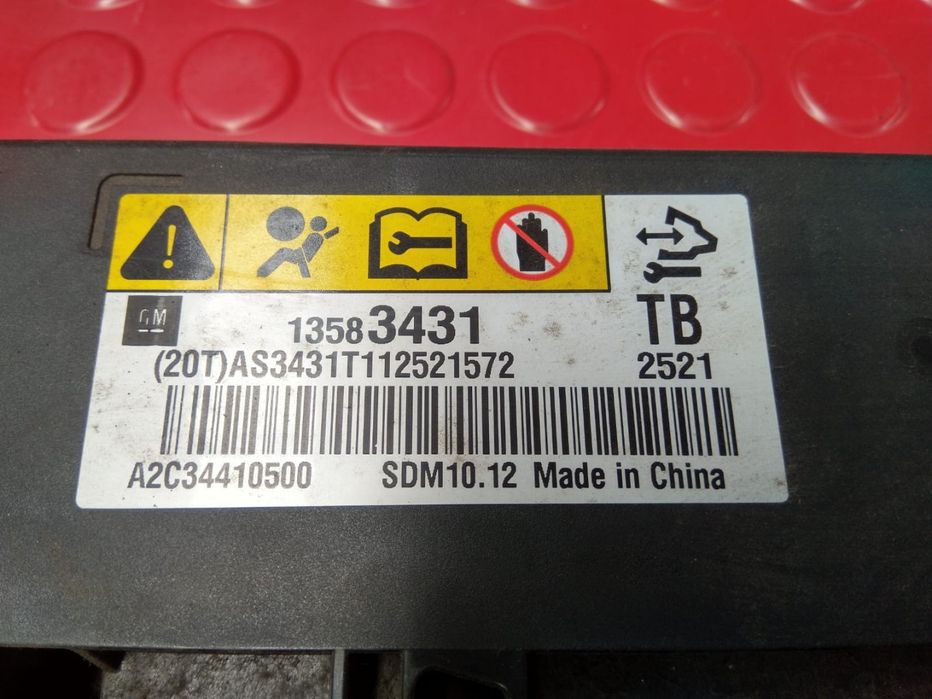 GM
13583431
TB
(20T)AS3431T112521572
2521
A2C34410500 SDM10.12 Made in China